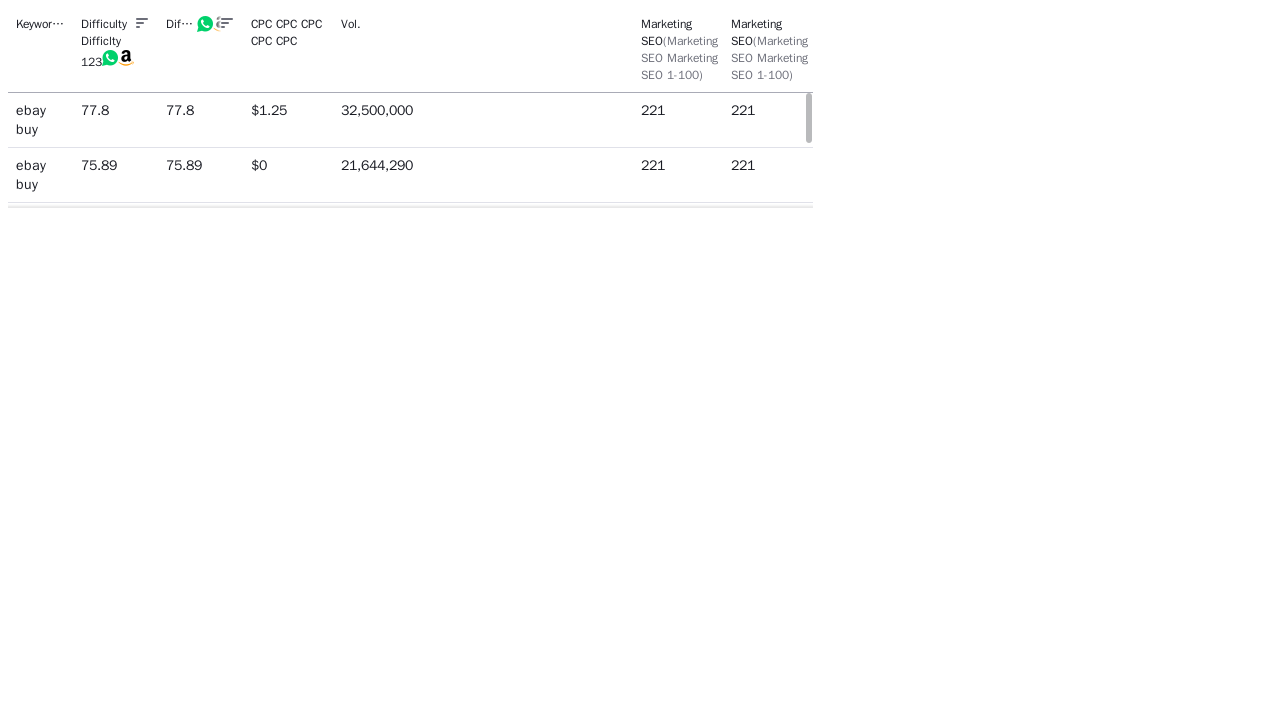 Keywor···
Difficulty
Difficlty
123
Dif···
CPC CPC CPC
CPC CPC
Vol.
Marketing
SEO(Marketing
SEO Marketing
SEO 1-100)
Marketing
SEO(Marketing
SEO Marketing
SEO 1-100)
ebay
buy
77.8
77.8
$1.25
32,500,000
221
221
ebay
buy
75.89
75.89
$0
21,644,290
221
221